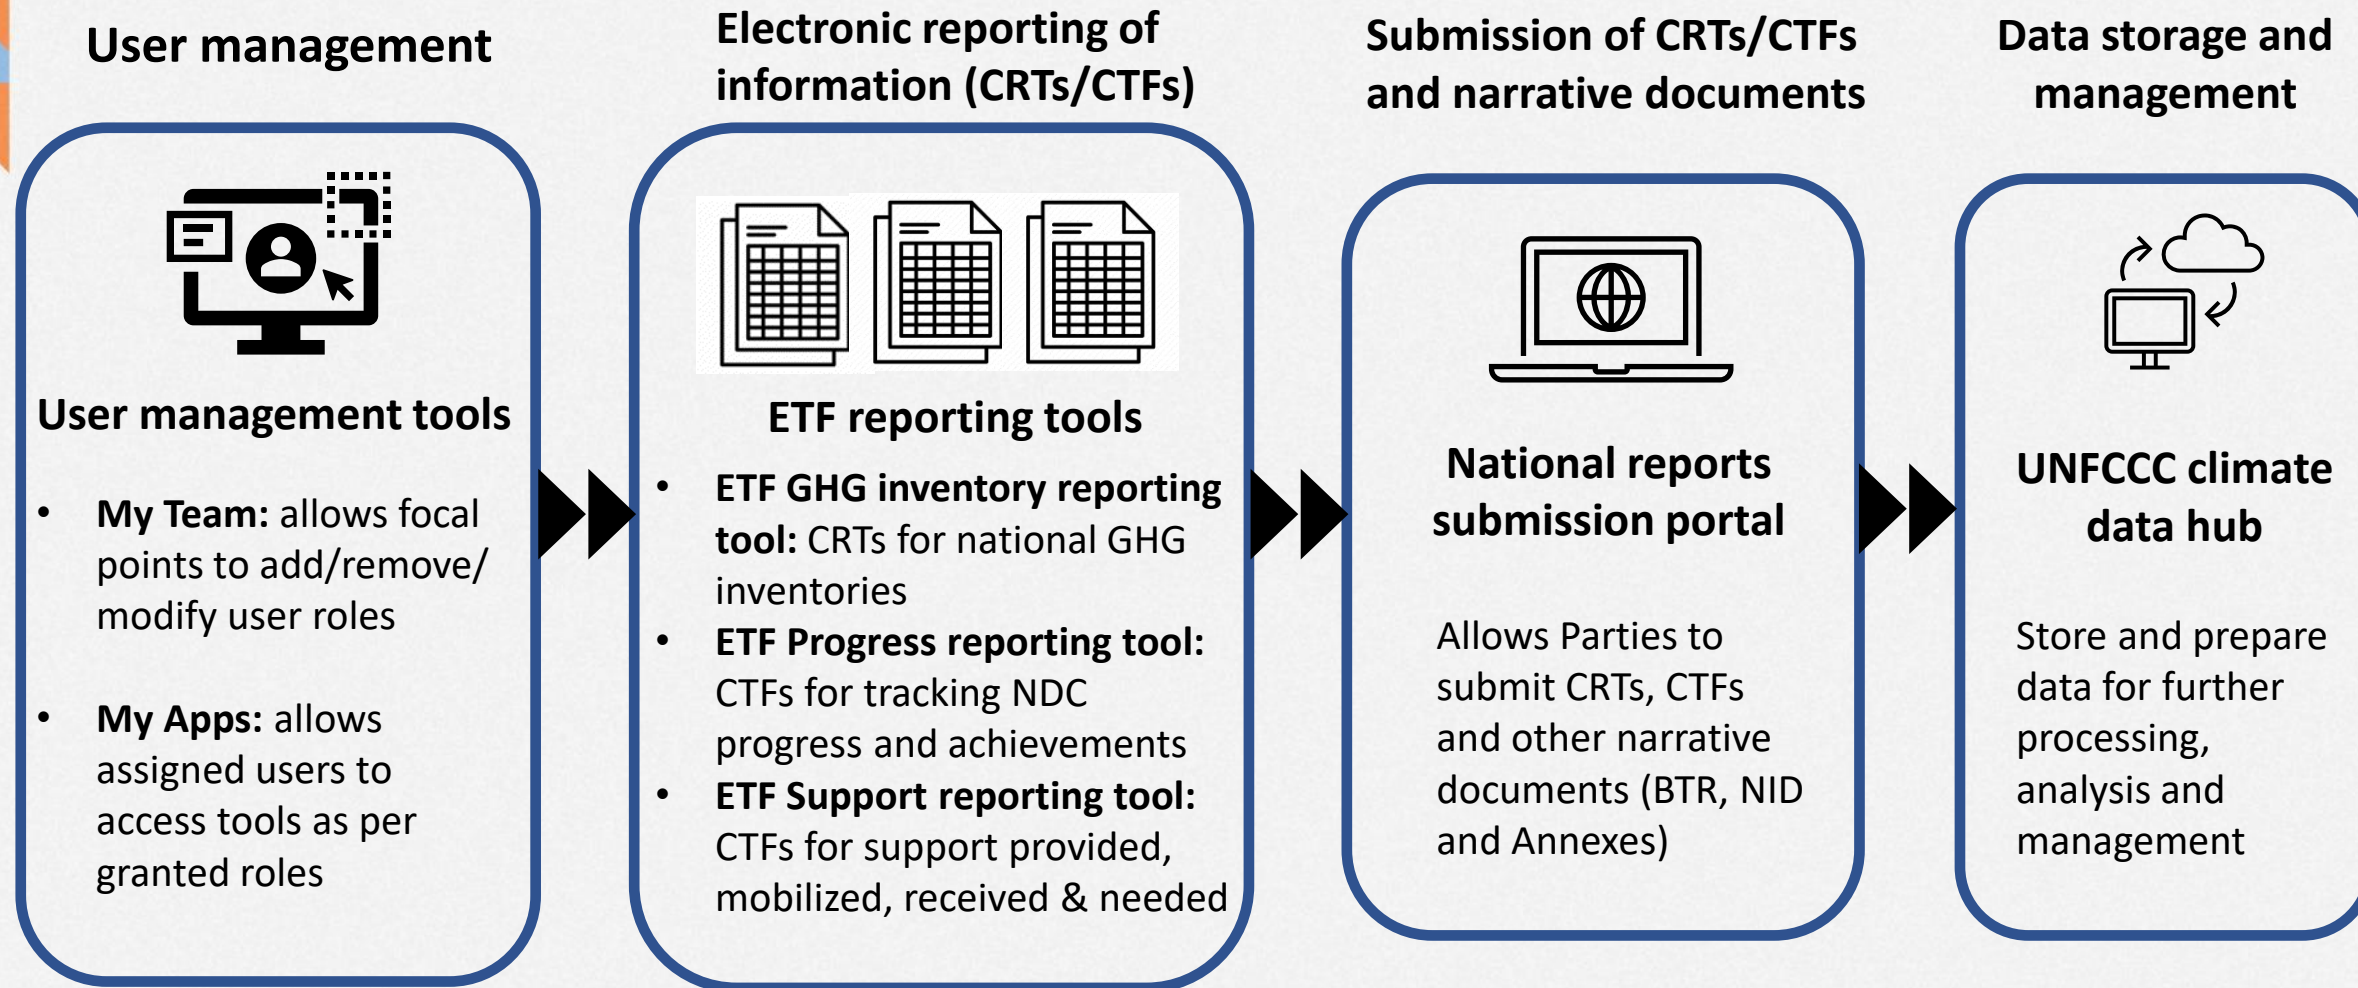 User management
User management tools
• My Team: allows focal
points to add/remove/
modify user roles
• My Apps: allows
assigned users to
access tools as per
granted roles
Electronic reporting of
information (CRTs/CTFs)
ETF reporting tools
• ETF GHG inventory reporting
tool: CRTs for national GHG
inventories
• ETF Progress reporting tool:
CTFs for tracking NDC
progress and achievements
• ETF Support reporting tool:
CTFs for support provided,
mobilized, received & needed
Submission of CRTs/CTFs
and narrative documents
National reports
submission portal
Allows Parties to
submit CRTs, CTFs
and other narrative
documents (BTR, NID
and Annexes)
Data storage and
management
UNFCCC climate
data hub
Store and prepare
data for further
processing,
analysis and
management